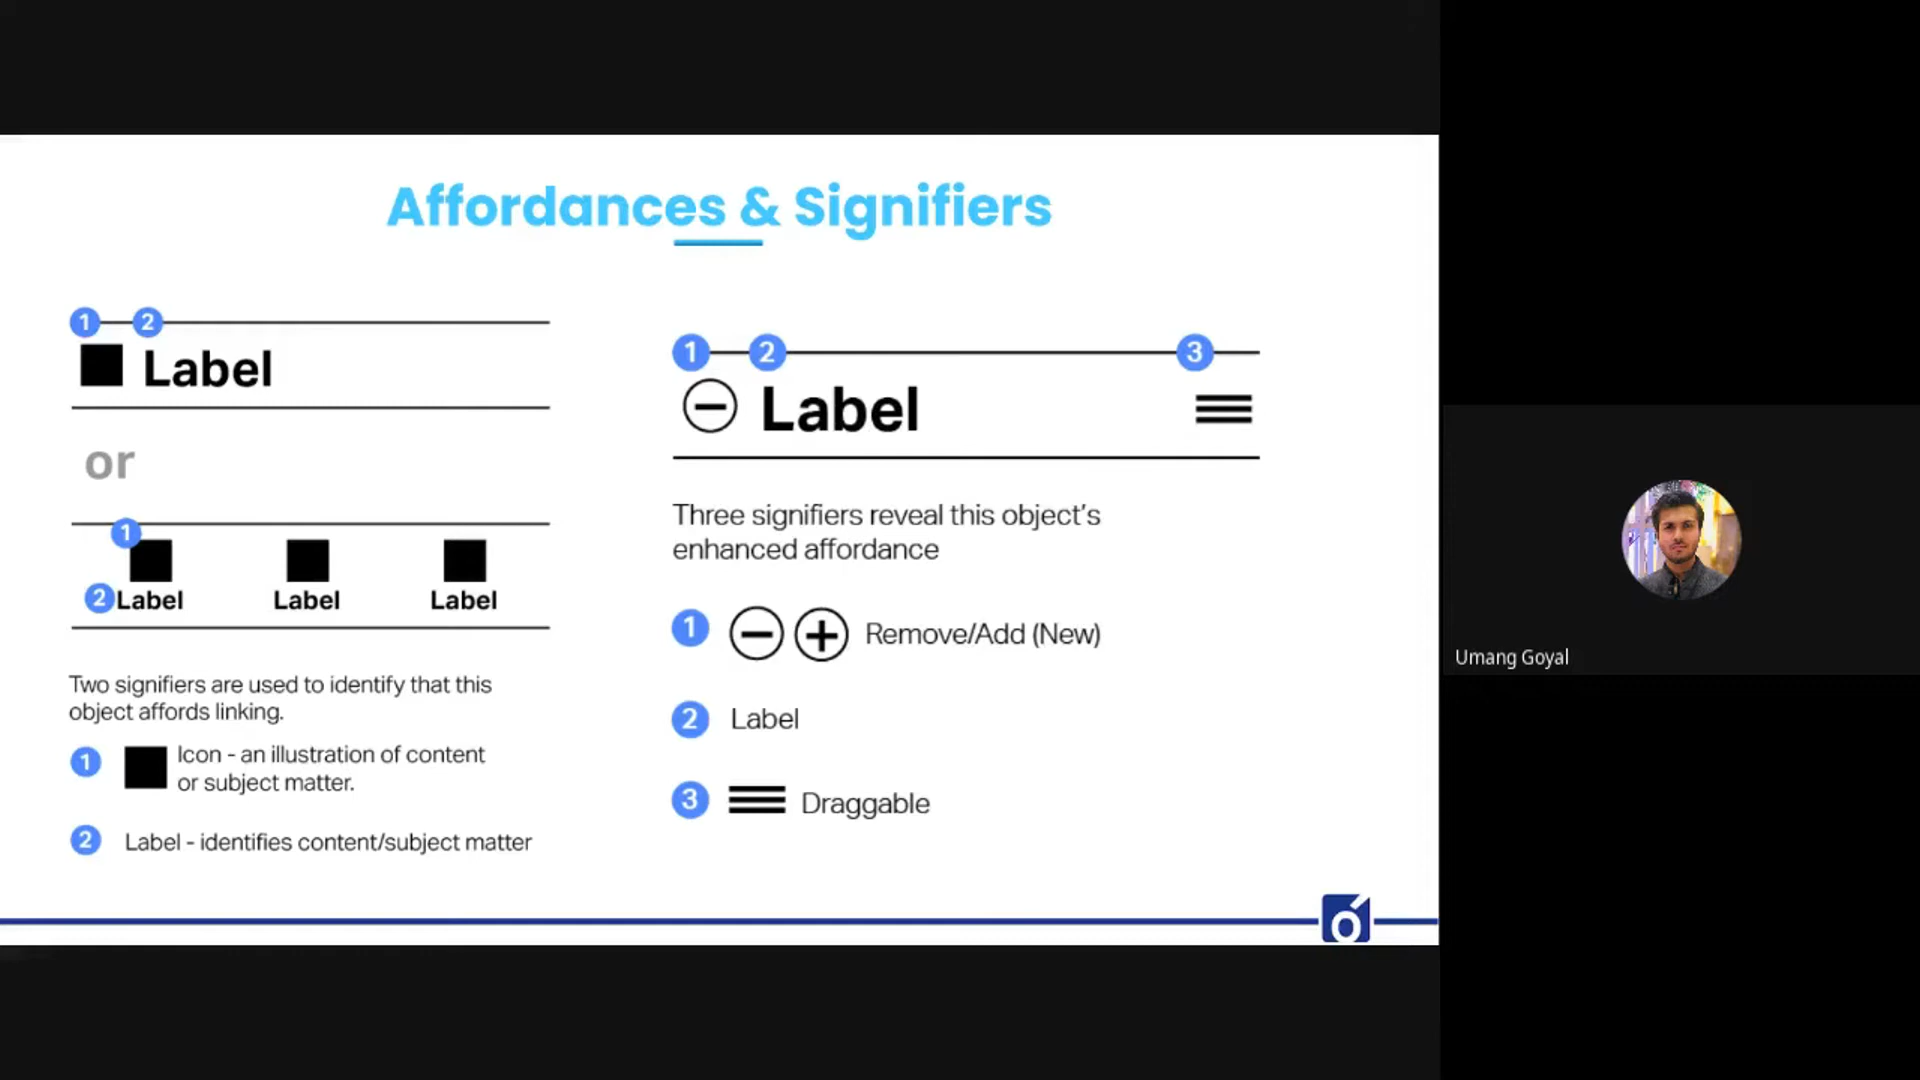 Affordances & Signifiers
1 2
Label
or
1
2 Label Label Label
Two signifiers are used to identify that this
object affords linking.
1 Icon - an illustration of content
or subject matter.
2 Label - identifies content/subject matter
1 2 3
Label
Three signifiers reveal this object's
enhanced affordance
1 Remove/Add (New)
2 Label
3 Draggable
Umang Goyal